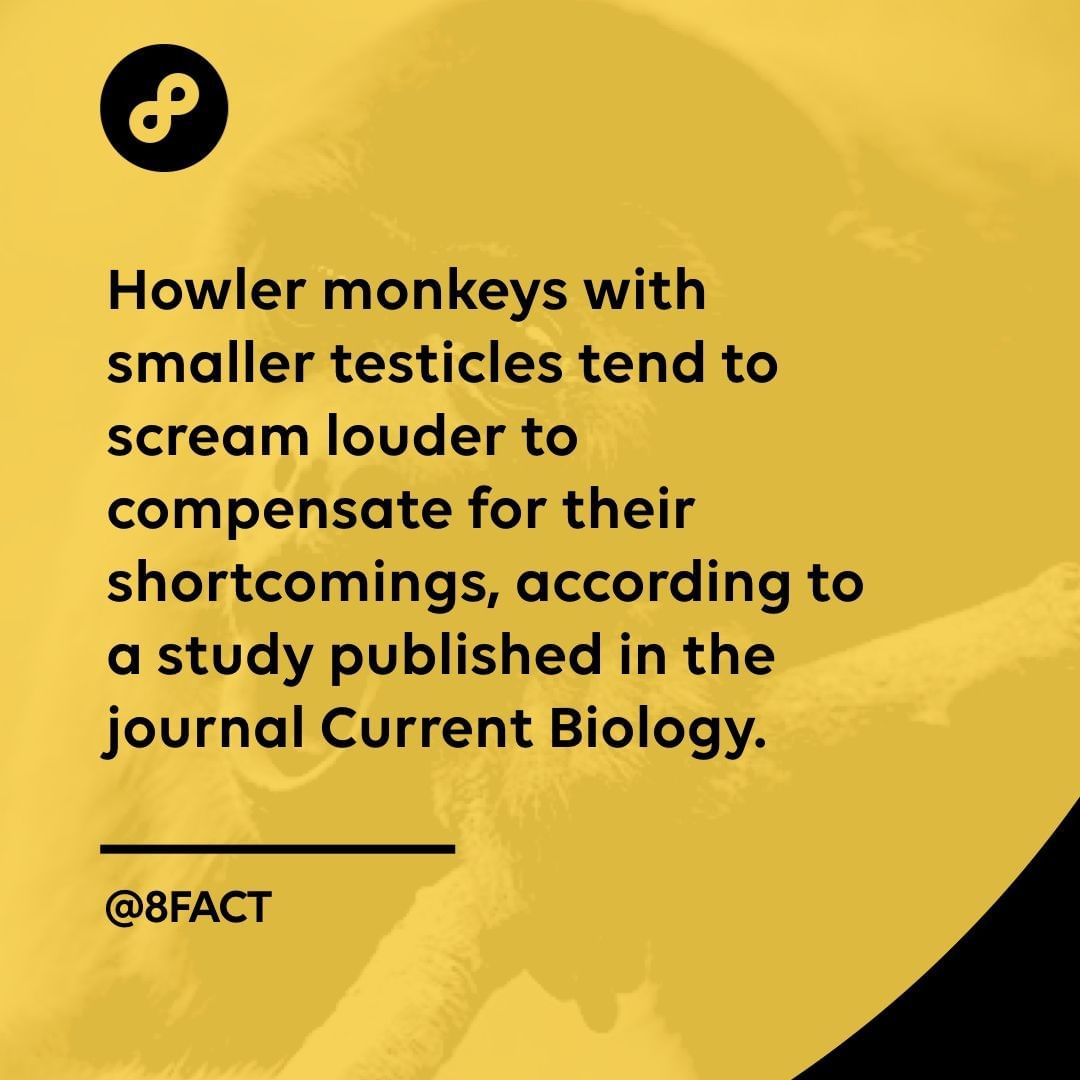 Howler monkeys with
smaller testicles tend to
scream louder to
compensate for their
shortcomings, according to
a study published in the
journal Current Biology.
@8FACT